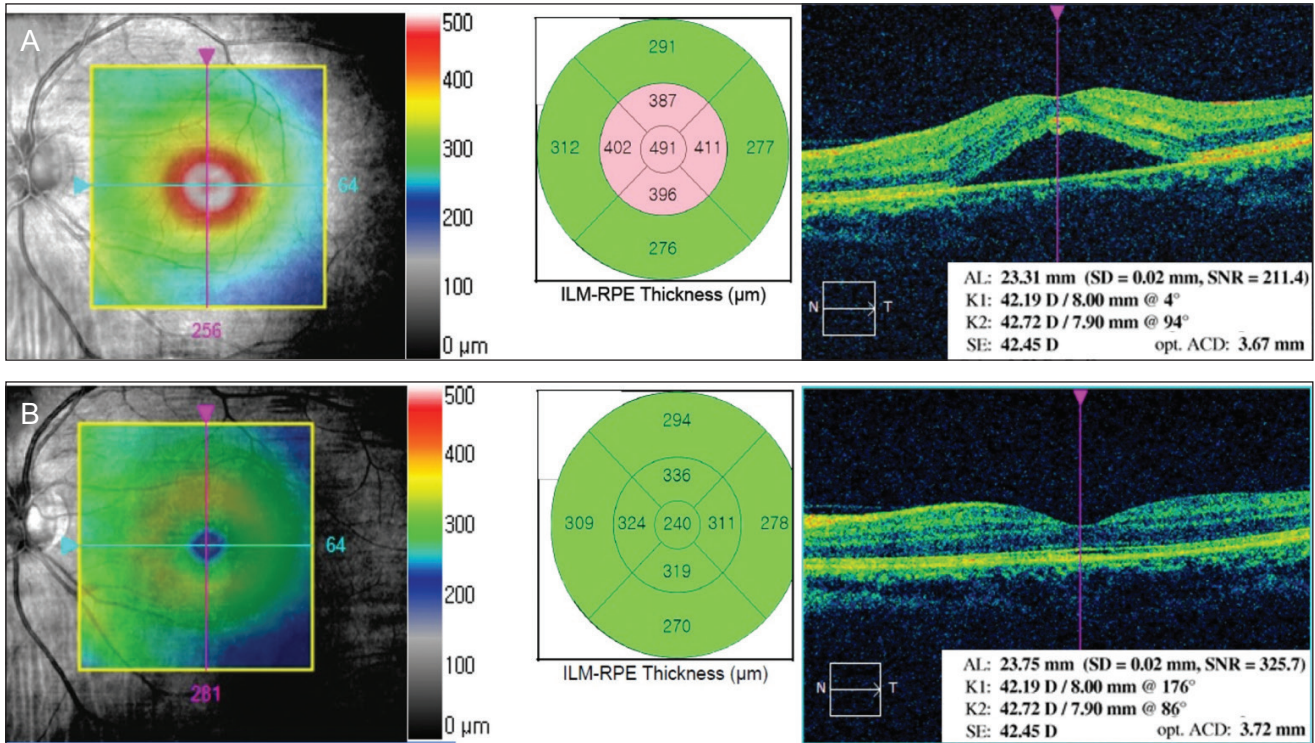 A
500
400
300
200
100
0 µm
64
256
291
387
312
402
491
411
277
396
276
ILM-RPE Thickness (µm)
N
T
AL: 23.31 mm (SD = 0.02 mm, SNR = 211.4)
K1: 42.19 D / 8.00 mm @ 4°
K2: 42.72 D / 7.90 mm @ 94°
SE: 42.45 D opt. ACD: 3.67 mm
B
500
400
300
200
100
0 µm
64
281
294
336
309
324
240
311
278
319
270
ILM-RPE Thickness (µm)
N
T
AL: 23.75 mm (SD = 0.02 mm, SNR = 325.7)
K1: 42.19 D / 8.00 mm @ 176°
K2: 42.72 D / 7.90 mm @ 86°
SE: 42.45 D opt. ACD: 3.72 mm